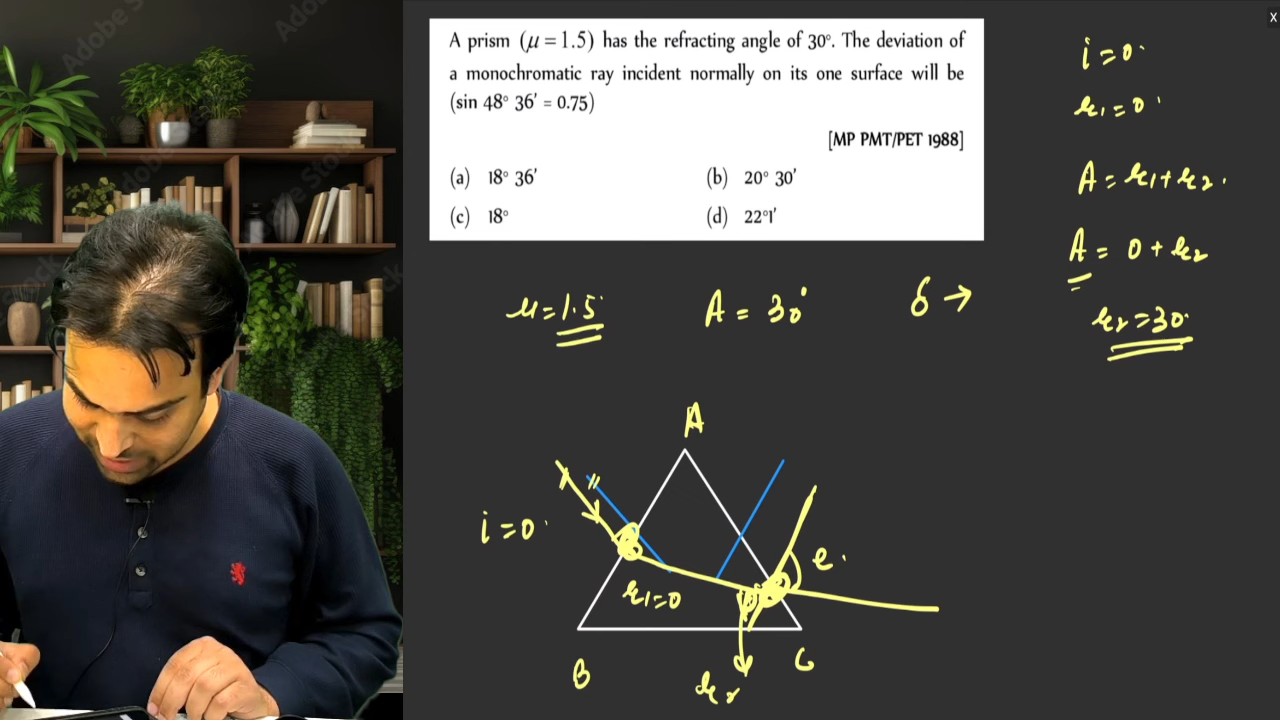 A prism (μ = 1.5) has the refracting angle of 30°. The deviation of
a monochromatic ray incident normally on its one surface will be
(sin 48° 36' = 0.75)
[MP PMT/PET 1988]
(a) 18° 36' (b) 20° 30'
(c) 18° (d) 22°1'
μ = 1.5 A = 30° δ →
i = 0
r1 = 0
A = r1 + r2
A = 0 + r2
r2 = 30
A
i = 0
r1 = 0
e
B
r2
C
X
Adobe Stock